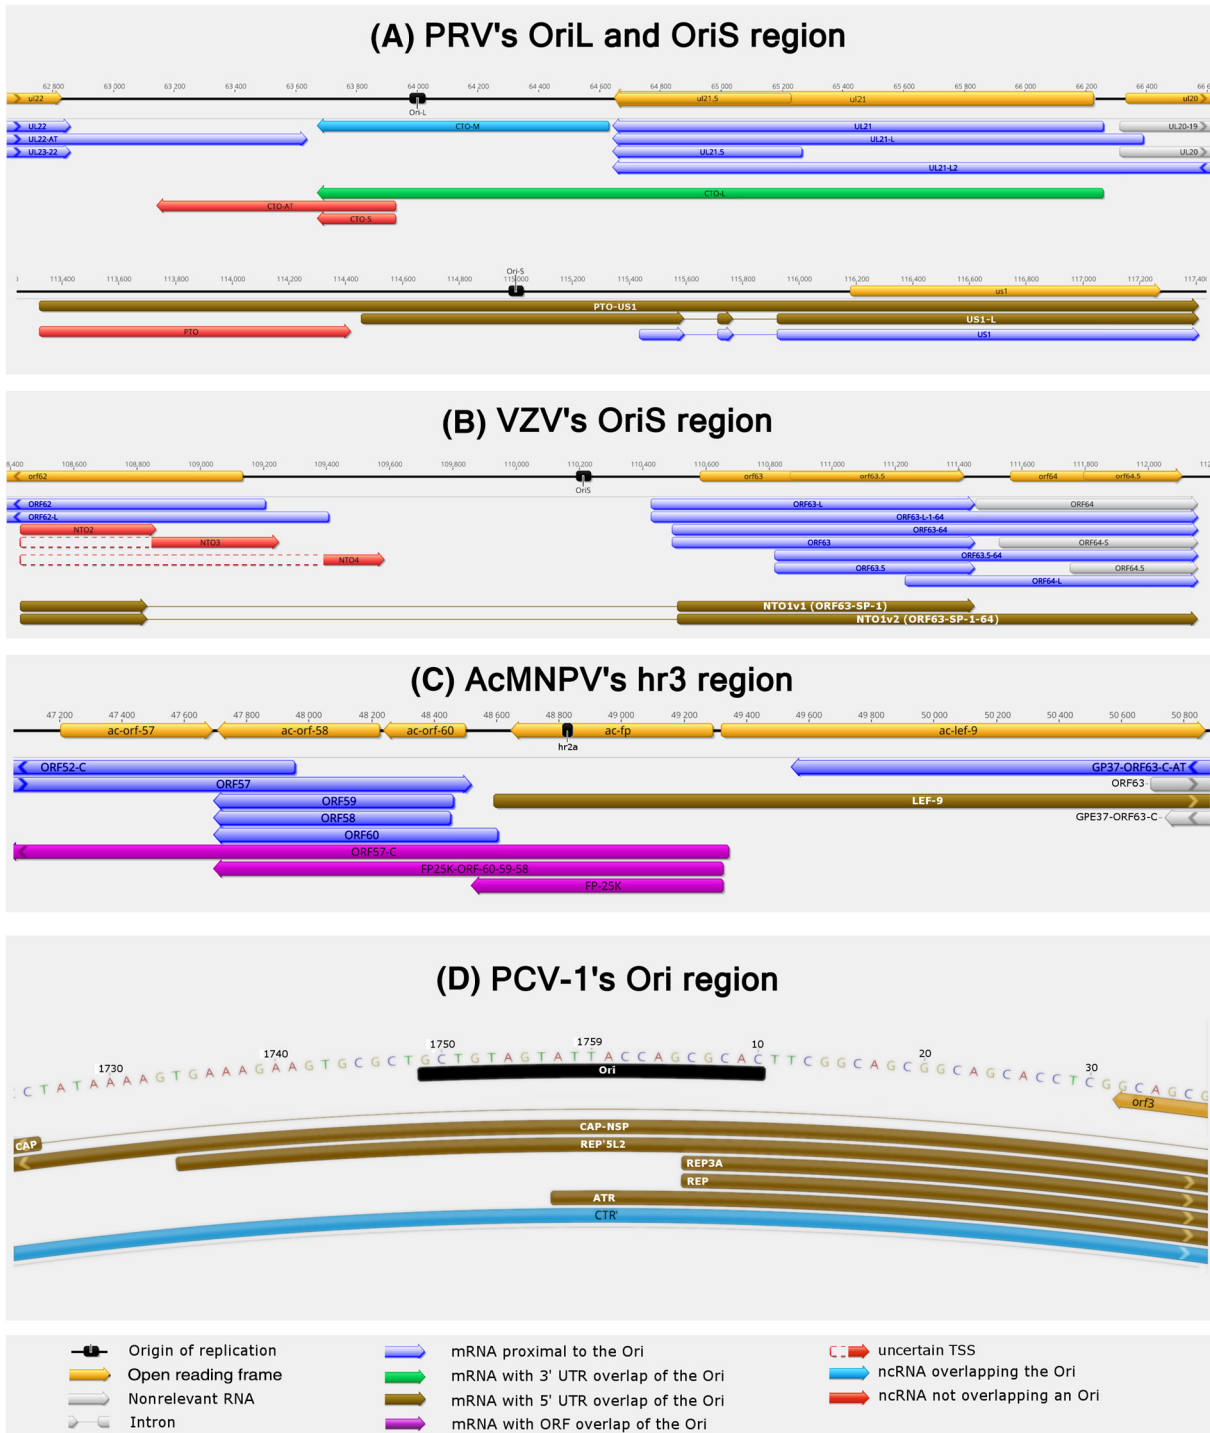 (A) PRV's OriL and OriS region
62 800 63 000 63 200 63 400 63 600 63 800 64 000 64 200 64 400 64 600 64 800 65 000 65 200 65 400 65 600 65 800 66 000 66 200 66 400 66 6
ul22 Ori-L ul21.5 ul21 ul20
UL22 CTO-M UL21 UL20-19
UL22-AT UL21-L
UL23-22 UL21.5 UL20
UL21-L2
CTO-L
CTO-AT
CTO-S
Ori-S
113,400 113,600 113,800 114,000 114,200 114,400 114,600 114,800 115,000 115,200 115,400 115,600 115,800 116,000 116,200 116,400 116,600 116,800 117,000 117,200 117,400
us1
PTO-US1
US1-L
PTO US1
(B) VZV's OriS region
8,400 108,600 108,800 109,000 109,200 109,400 109,600 109,800 110,000 110,200 110,400 110,600 110,800 111,000 111,200 111,400 111,600 111,800 112,000 112
orf62 OriS orf63 orf63.5 orf64 orf64.5
ORF62 ORF63-L ORF64
ORF62-L ORF63-L-1-64
NTO2 ORF63-64
NTO3 ORF63 ORF64-S
ORF63.5-64
NTO4 ORF63.5 ORF64.5
ORF64-L
NTO1v1 (ORF63-SP-1)
NTO1v2 (ORF63-SP-1-64)
(C) AcMNPV's hr3 region
47 200 47 400 47 600 47 800 48 000 48 200 48 400 48 600 48 800 49 000 49 200 49 400 49 600 49 800 50 000 50 200 50 400 50 600 50 800
ac-orf-57 ac-orf-58 ac-orf-60 ac-fp ac-lef-9
hr2a
ORF52-C GP37-ORF63-C-AT
ORF57 ORF63
ORF59 LEF-9
ORF58 GPE37-ORF63-C
ORF60
ORF57-C
FP25K-ORF-60-59-58
FP-25K
(D) PCV-1's Ori region
1730 1740 1750 1759 10 20 30
C T A T A A A A G T G A A A G A A G T G C G C T G C T G T A G T A T T A C C A G C G C A C T T C G G C A G C G G C A G C A C C T C G G C A G C G
Ori
orf3
CAP CAP-NSP
REP'5L2
REP3A
REP
ATR
CTR'
Origin of replication
Open reading frame
Nonrelevant RNA
Intron
mRNA proximal to the Ori
mRNA with 3' UTR overlap of the Ori
mRNA with 5' UTR overlap of the Ori
mRNA with ORF overlap of the Ori
uncertain TSS
ncRNA overlapping the Ori
ncRNA not overlapping an Ori